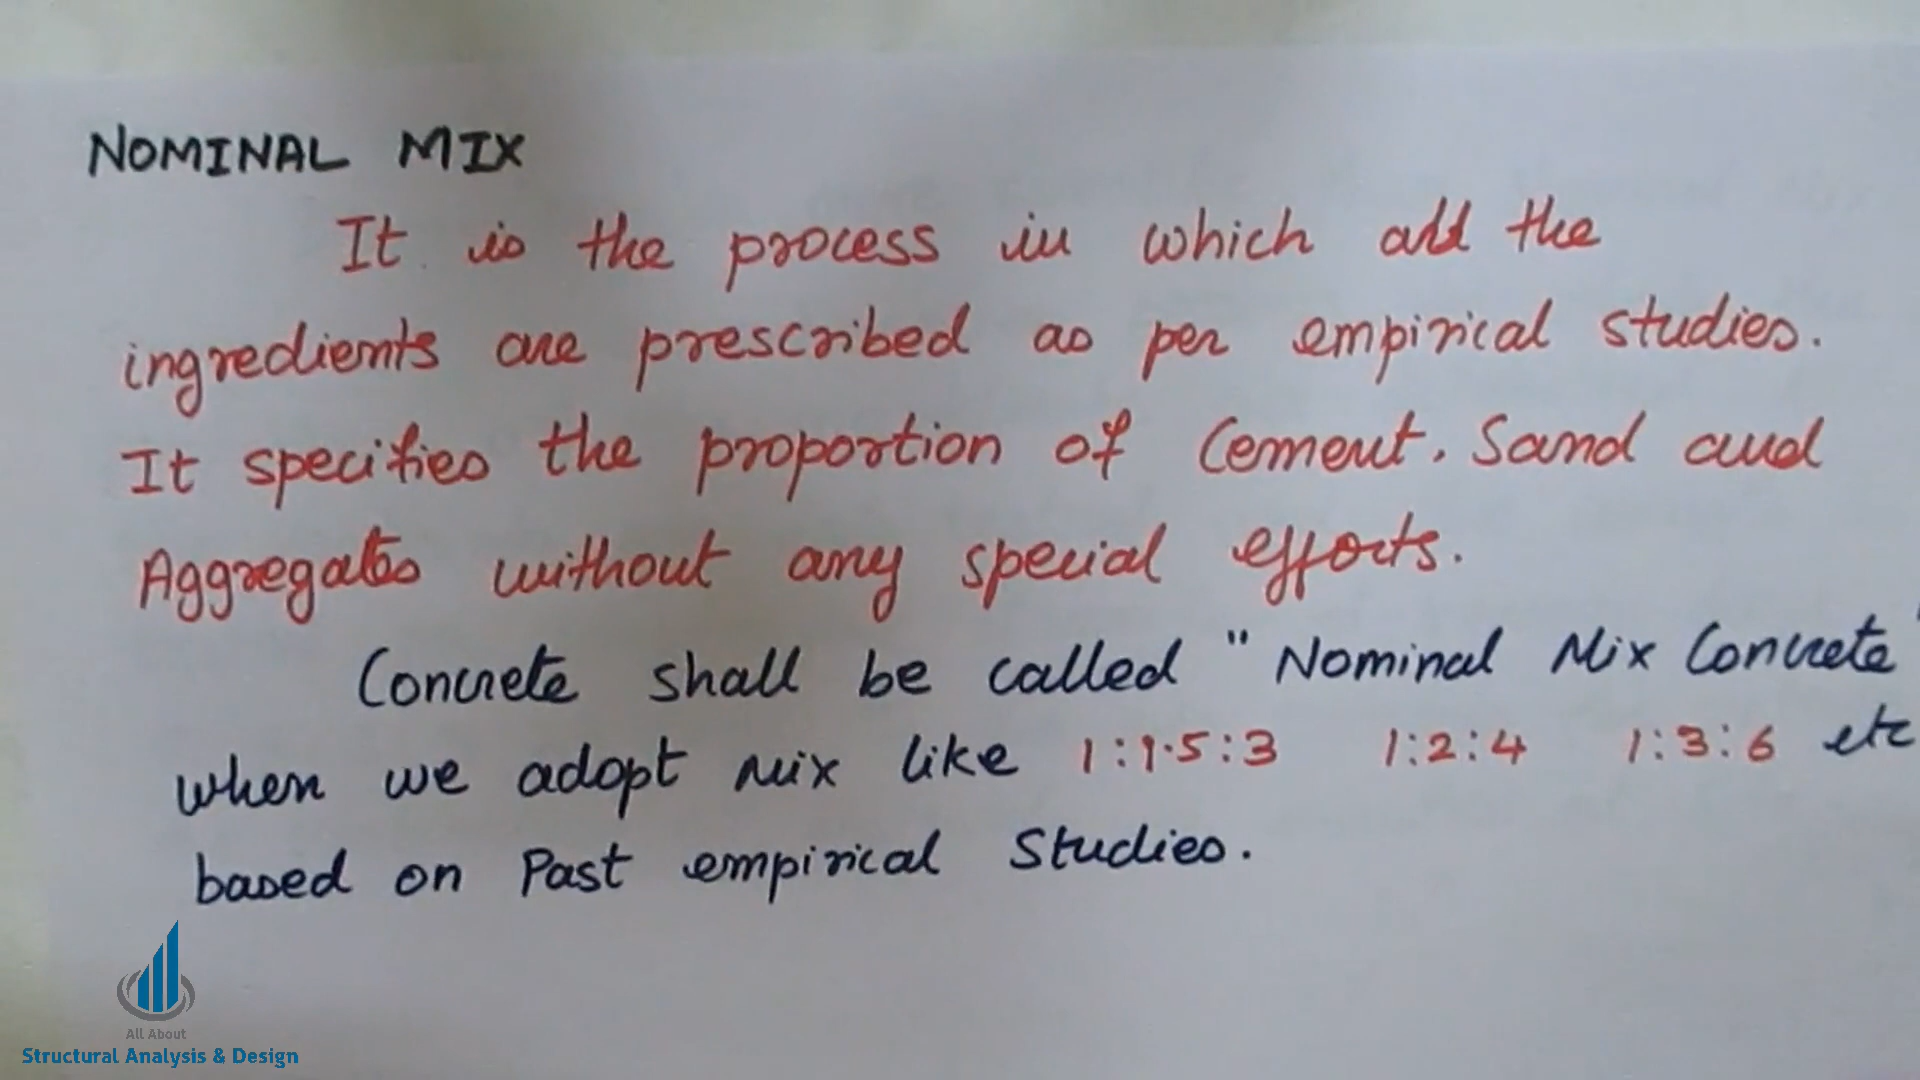 NOMINAL MIX
It is the process in which all the
ingredients are prescribed as per empirical studies.
It specifies the proportion of Cement, Sand and
Aggregates without any special efforts.
Concrete shall be called "Nominal Mix Concrete"
when we adopt mix like 1:1.5:3 1:2:4 1:3:6 etc
based on Past empirical Studies.
All About
Structural Analysis & Design